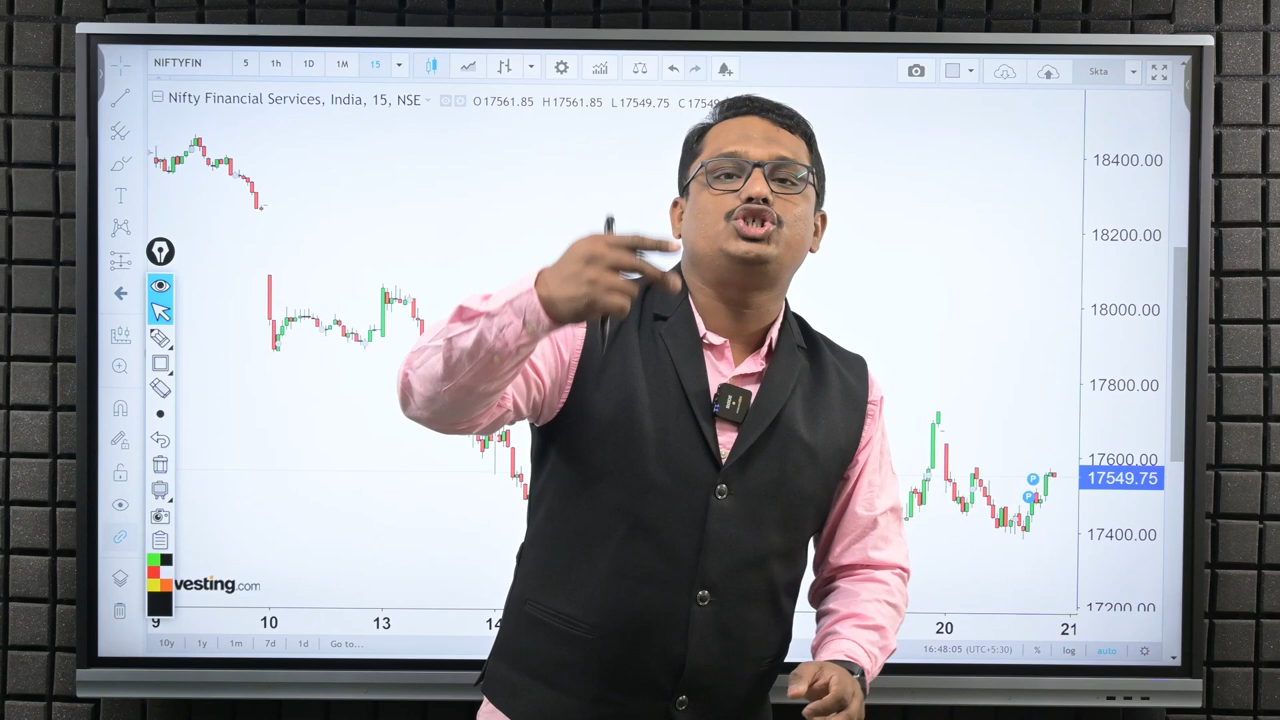 NIFTYFIN 5 1h 1D 1M 15 5kta
Nifty Financial Services, India, 15, NSE O17561.85 H17561.85 L17549.75 C1754
18400.00
18200.00
18000.00
17800.00
17600.00
17549.75
17400.00
17200.00
P
P
vesting.com
9 10 13 14 20 21
10y 1y 1m 7d 1d Go to... 16:48:05 (UTC+5:30) % log auto